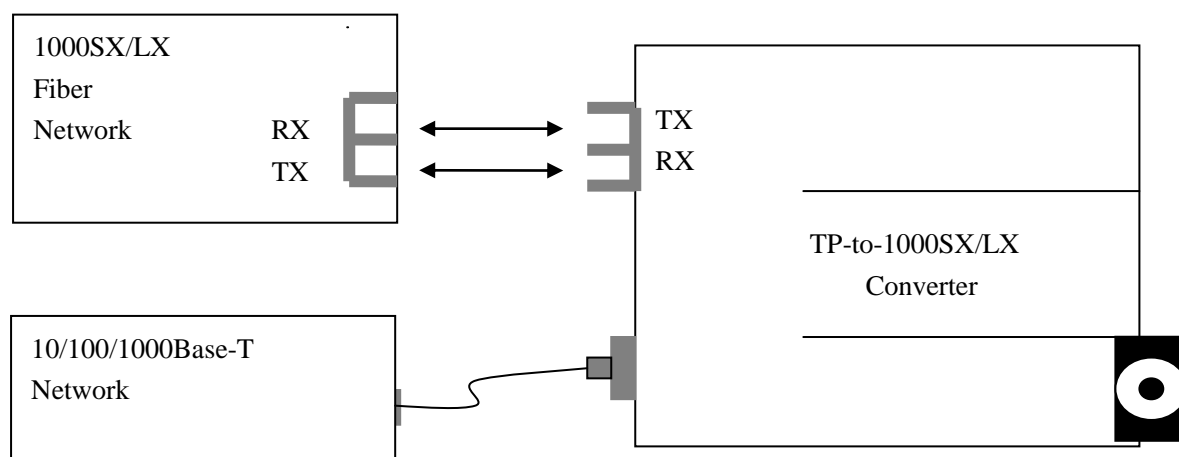 1000SX/LX
Fiber
Network
RX
TX
TX
RX
TP-to-1000SX/LX
Converter
10/100/1000Base-T
Network